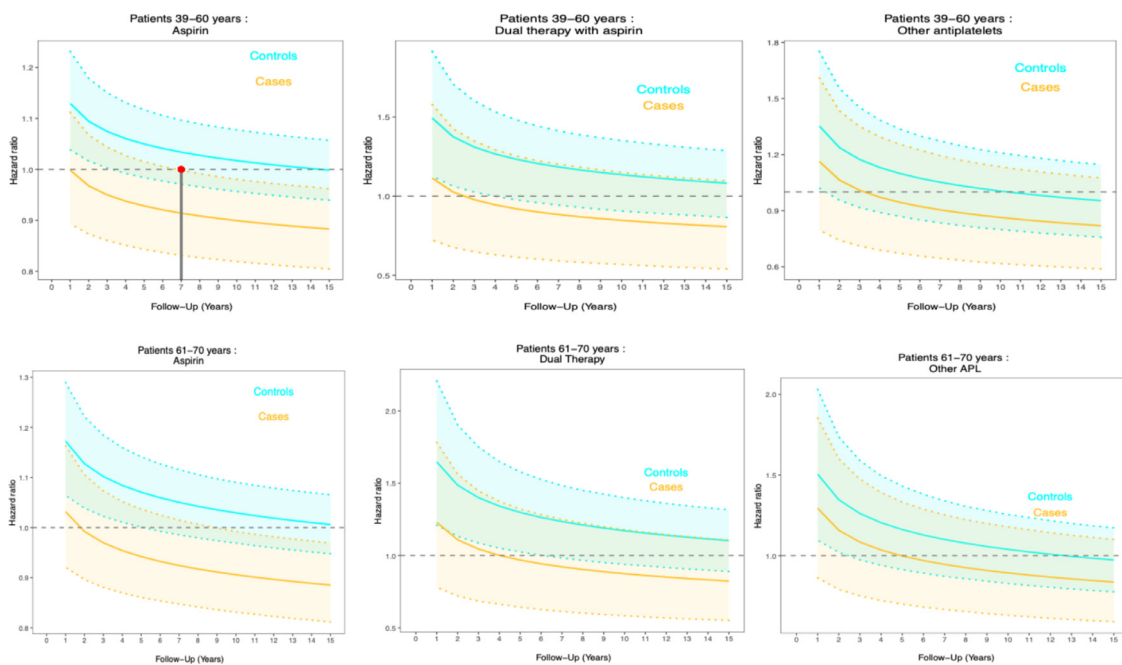 Patients 39–60 years :
Aspirin
Hazard ratio
1.2
1.1
1.0
0.9
0.8
Controls
Cases
0 1 2 3 4 5 6 7 8 9 10 11 12 13 14 15
Follow–Up (Years)
Patients 39–60 years :
Dual therapy with aspirin
Hazard ratio
1.5
1.0
0.5
Controls
Cases
0 1 2 3 4 5 6 7 8 9 10 11 12 13 14 15
Follow–Up (Years)
Patients 39–60 years :
Other antiplatelets
Hazard ratio
1.8
1.4
1.2
1.0
0.6
Controls
Cases
0 1 2 3 4 5 6 7 8 9 10 11 12 13 14 15
Follow–Up (Years)
Patients 61–70 years :
Aspirin
Hazard ratio
1.3
1.2
1.1
1.0
0.9
0.8
Controls
Cases
0 1 2 3 4 5 6 7 8 9 10 11 12 13 14 15
Follow–Up (Years)
Patients 61–70 years :
Dual Therapy
Hazard ratio
2.0
1.5
1.0
0.5
Controls
Cases
0 1 2 3 4 5 6 7 8 9 10 11 12 13 14 15
Follow–Up (Years)
Patients 61–70 years :
Other APL
Hazard ratio
2.0
1.5
1.0
Controls
Cases
0 1 2 3 4 5 6 7 8 9 10 11 12 13 14 15
Follow–Up (Years)